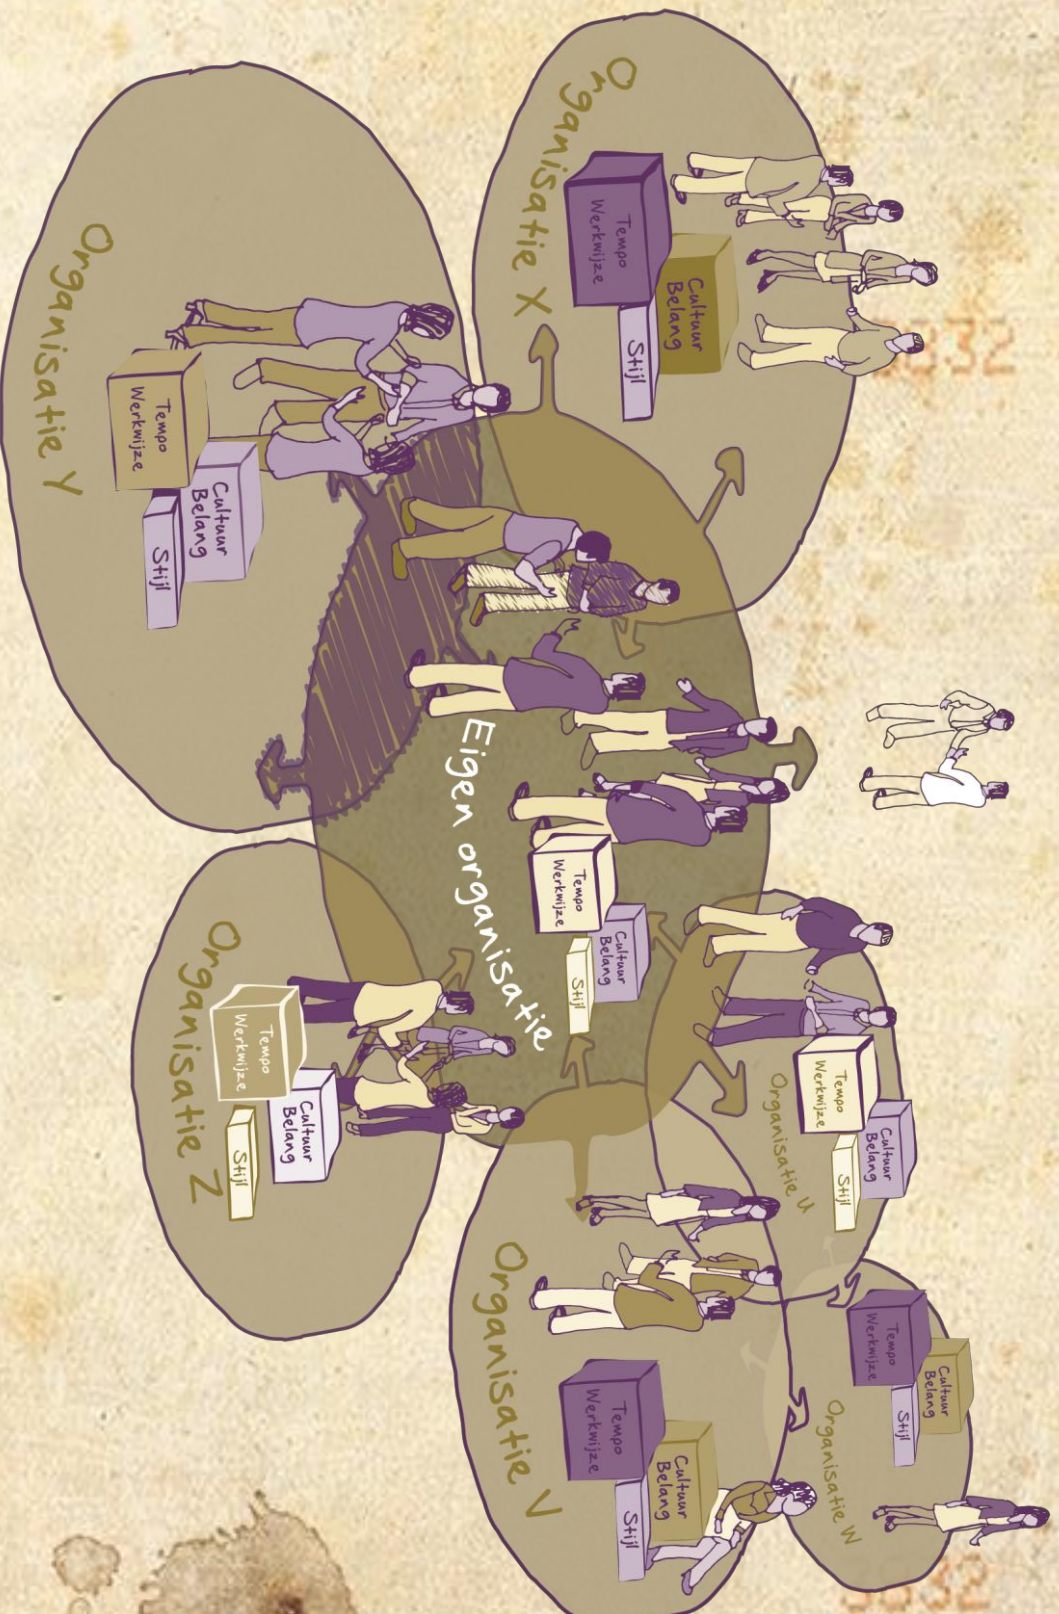 Cultuur
Belang
Tempo
Werkwijze
Stijl
Organisatie W
Cultuur
Belang
Tempo
Werkwijze
Stijl
Organisatie U
Cultuur
Belang
Tempo
Werkwijze
Stijl
Organisatie V
Cultuur
Belang
Tempo
Werkwijze
Stijl
Organisatie X
Cultuur
Belang
Tempo
Werkwijze
Stijl
Eigen organisatie
Cultuur
Belang
Tempo
Werkwijze
Stijl
Organisatie Z
Cultuur
Belang
Tempo
Werkwijze
Stijl
Organisatie Y